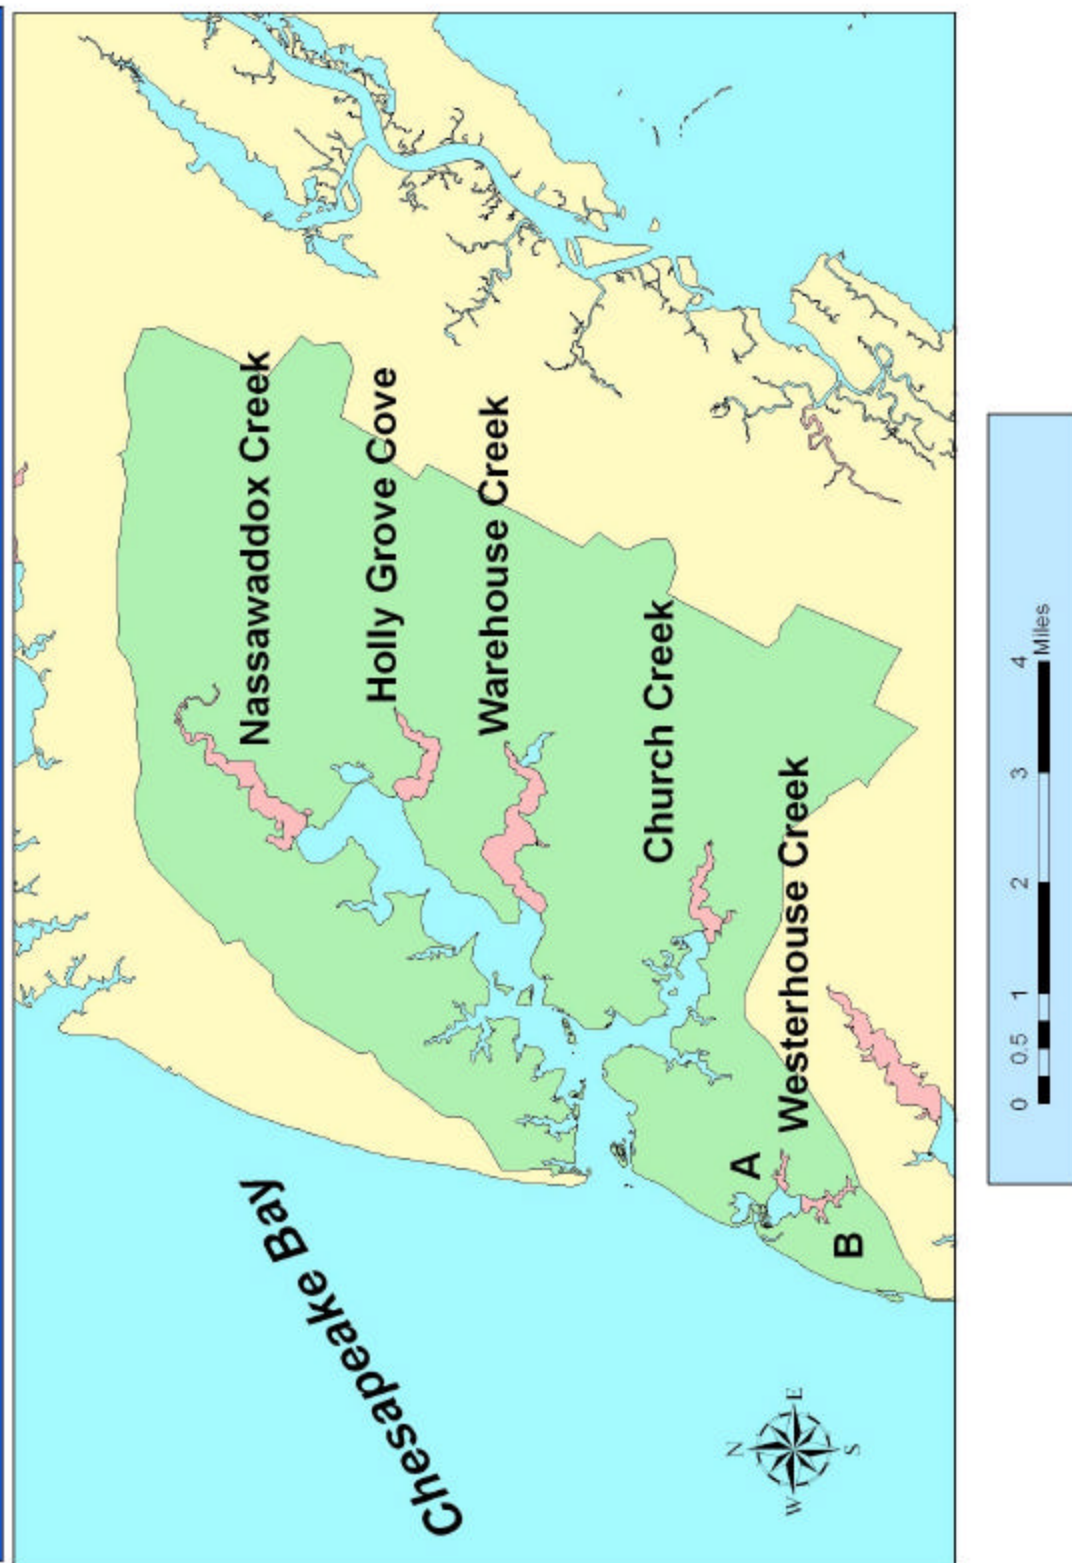 Nassawaddox Creek
Holly Grove Cove
Warehouse Creek
Church Creek
Westerhouse Creek
A
B
Chesapeake Bay
N
W
E
S
0 0.5 1 2 3 4
Miles